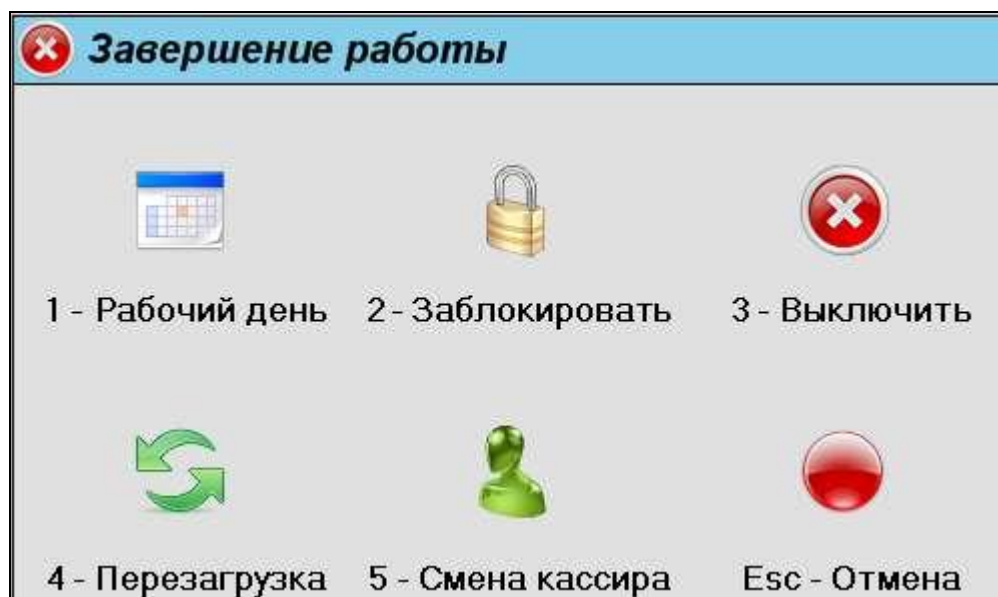 Завершение работы
1 - Рабочий день 2 - Заблокировать 3 - Выключить
4 - Перезагрузка 5 - Смена кассира Esc - Отмена